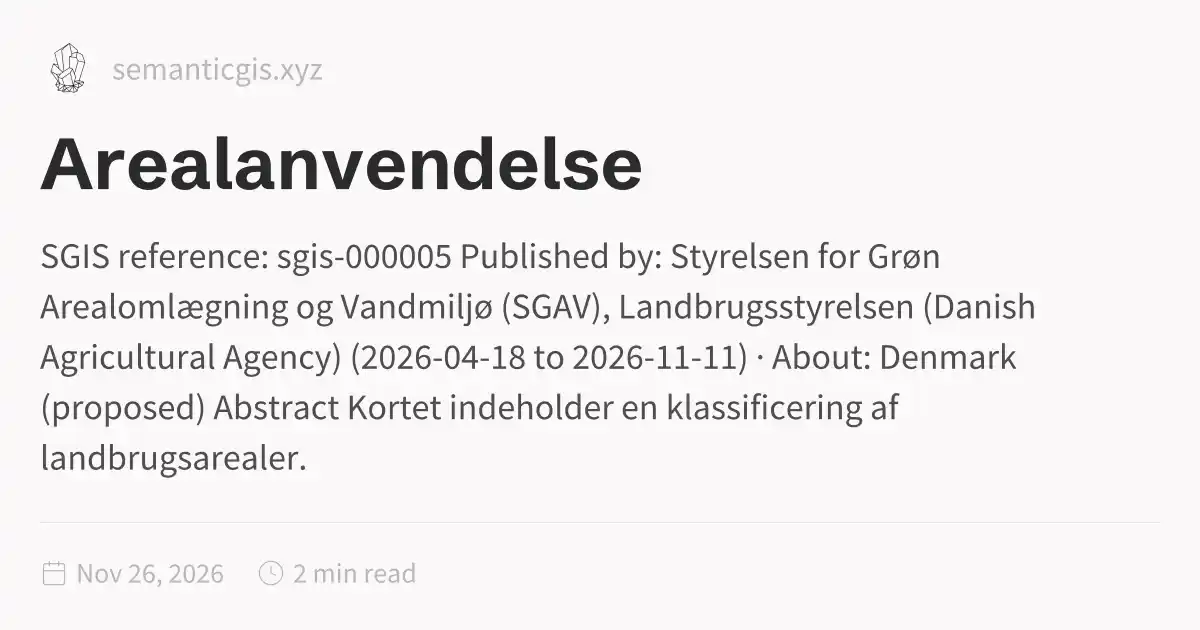 semanticgis.xyz
Arealanvendelse
SGIS reference: sgis-000005 Published by: Styrelsen for Grøn
Arealomlægning og Vandmiljø (SGAV), Landbrugsstyrelsen (Danish
Agricultural Agency) (2026-04-18 to 2026-11-11) · About: Denmark
(proposed) Abstract Kortet indeholder en klassificering af
landbrugsarealer.
Nov 26, 2026 2 min read